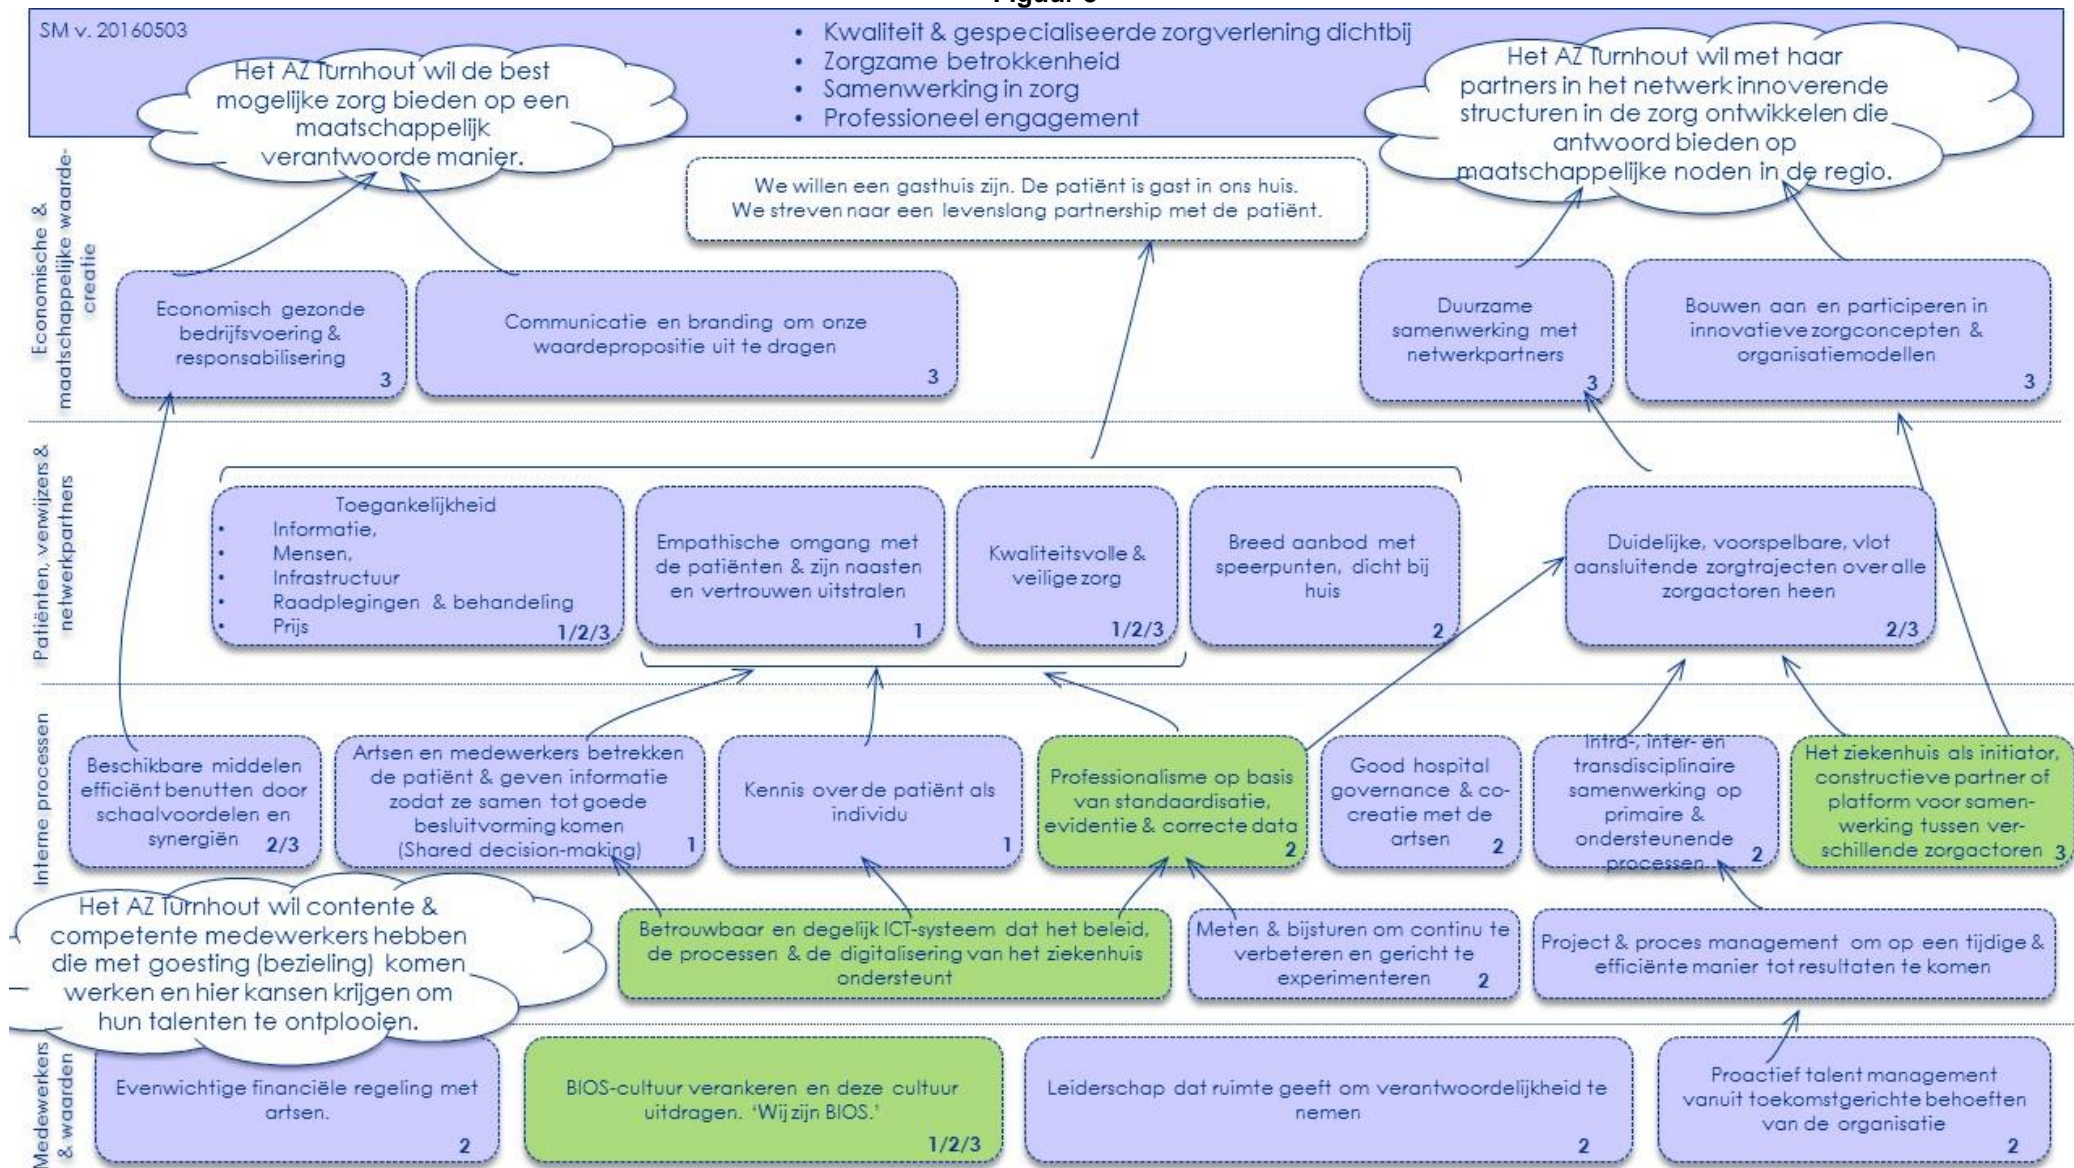 SM v. 20160503
• Kwaliteit & gespecialiseerde zorgverlening dichtbij
• Zorgzame betrokkenheid
• Samenwerking in zorg
• Professioneel engagement
Het AZ Turnhout wil de best
mogelijke zorg bieden op een
maatschappelijk
verantwoorde manier.
Het AZ Turnhout wil met haar
partners in het netwerk innoverende
structuren in de zorg ontwikkelen die
antwoord bieden op
maatschappelijke noden in de regio.
Economische &
maatschappelijke waarde-
creatie
We willen een gasthuis zijn. De patiënt is gast in ons huis.
We streven naar een levenslang partnership met de patiënt.
Economisch gezonde
bedrijfsvoering &
responsabilisering
3
Communicatie en branding om onze
waardepropositie uit te dragen
3
Duurzame
samenwerking met
netwerkpartners
3
Bouwen aan en participeren in
innovatieve zorgconcepten &
organisatiemodellen
3
Patiënten, verwijzers &
netwerkpartners
Toegankelijkheid
• Informatie,
• Mensen,
• Infrastructuur
• Raadplegingen & behandeling
• Prijs
1/2/3
Empathische omgang met
de patiënten & zijn naasten
en vertrouwen uitstralen
1
Kwaliteitsvolle &
veilige zorg
1/2/3
Breed aanbod met
speerpunten, dicht bij
huis
2
Duidelijke, voorspelbare, vlot
aansluitende zorgtrajecten over alle
zorgactoren heen
2/3
Interne processen
Beschikbare middelen
efficiënt benutten door
schaalvoordelen en
synergiën 2/3
Artsen en medewerkers betrekken
de patiënt & geven informatie
zodat ze samen tot goede
besluitvorming komen
(Shared decision-making) 1
Kennis over de patiënt als
individu
1
Professionalisme op basis
van standaardisatie,
evidentie & correcte data
2
Good hospital
governance & co-
creatie met de
artsen 2
Intra-, inter- en
transdisciplinaire
samenwerking op
primaire &
ondersteunende
processen 2
Het ziekenhuis als initiator,
constructieve partner of
platform voor samen-
werking tussen ver-
schillende zorgactoren 3
Het AZ Turnhout wil contente &
competente medewerkers hebben
die met goesting (bezieling) komen
werken en hier kansen krijgen om
hun talenten te ontplooien.
Betrouwbaar en degelijk ICT-systeem dat het beleid,
de processen & de digitalisering van het ziekenhuis
ondersteunt
Meten & bijsturen om continu te
verbeteren en gericht te
experimenteren 2
Project & proces management om op een tijdige &
efficiënte manier tot resultaten te komen
Medewerkers
& waarden
Evenwichtige financiële regeling met
artsen.
2
BIOS-cultuur verankeren en deze cultuur
uitdragen. 'Wij zijn BIOS.'
1/2/3
Leiderschap dat ruimte geeft om verantwoordelijkheid te
nemen
2
Proactief talent management
vanuit toekomstgerichte behoeften
van de organisatie
2